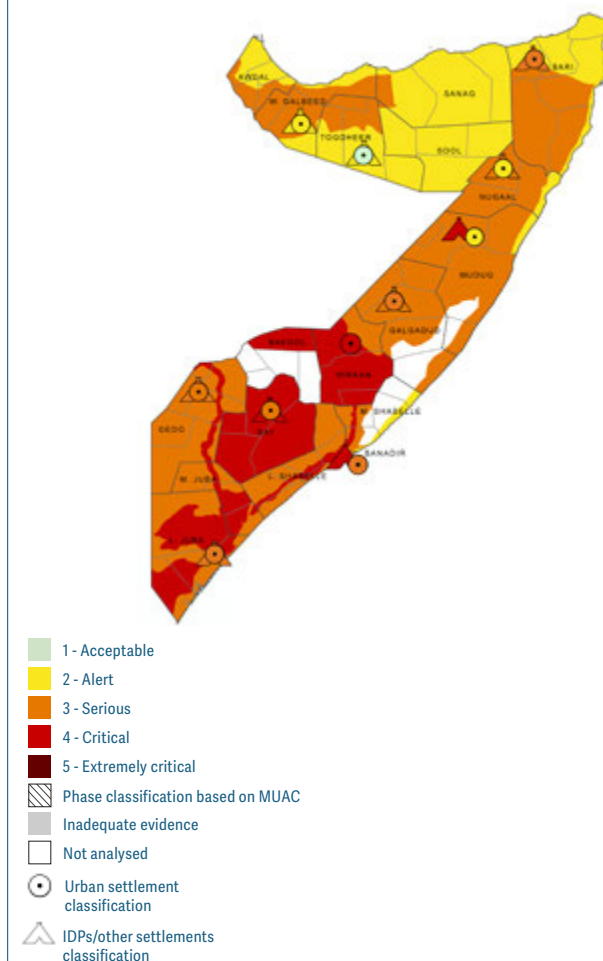 AWDAL
W. GALBEED
TOGDHEER
SANAG
BARI
SOOL
NUGAAL
MUDUG
GALGADUD
BAKOOL
HIRAAN
M. SHABELLE
GEDO
BAY
BANADIR
L. SHABELLE
M. JUBA
L. JUBA
1 - Acceptable
2 - Alert
3 - Serious
4 - Critical
5 - Extremely critical
Phase classification based on MUAC
Inadequate evidence
Not analysed
Urban settlement
classification
IDPs/other settlements
classification